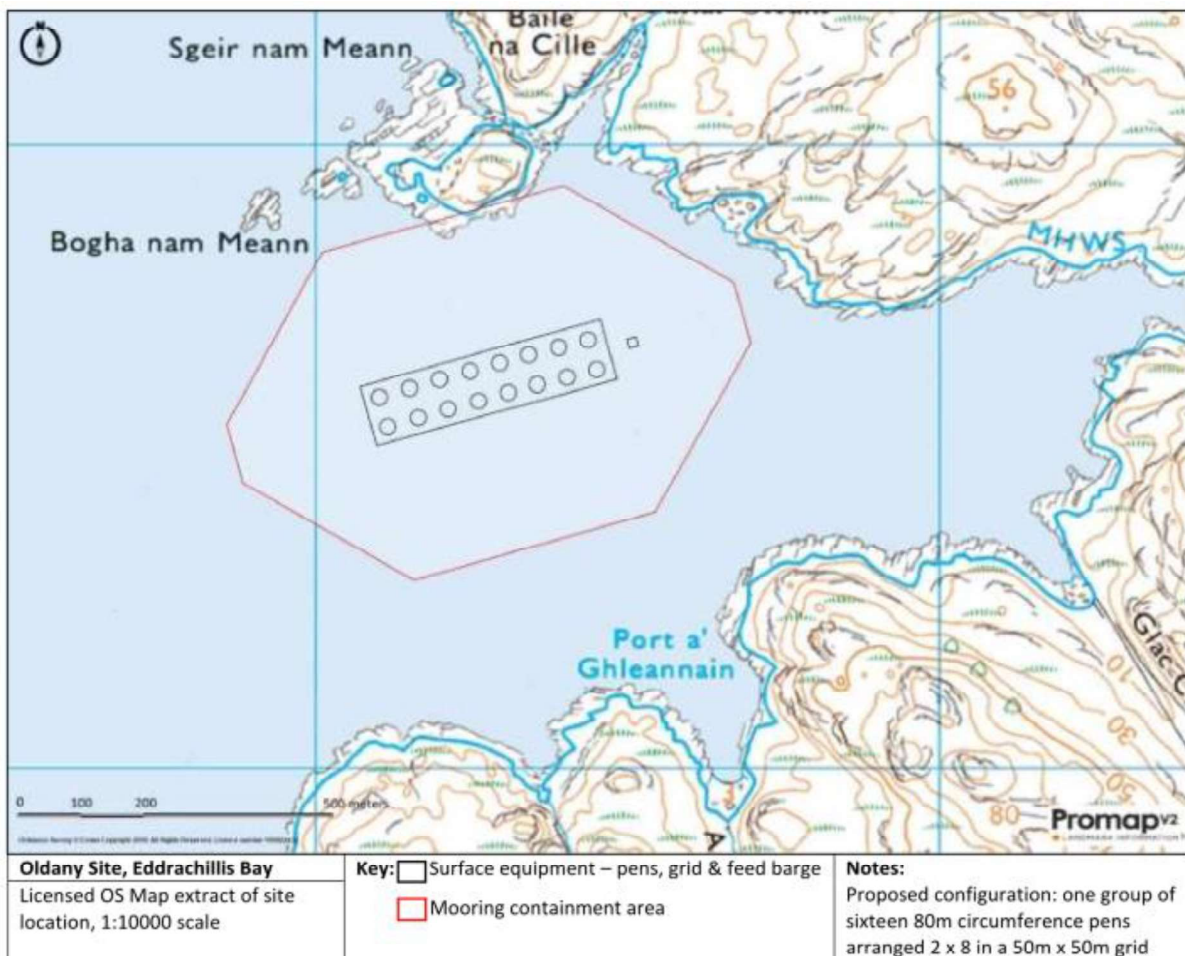 N
Baile
na Cille
Sgeir nam Meann
56
Bogha nam Meann
MHWS
Port a'
Ghleannain
Glac
10
30
50
80
A
0 100 200 500 meters
Promapv2
Oldany Site, Eddrachillis Bay
Licensed OS Map extract of site
location, 1:10000 scale
Key:
Surface equipment – pens, grid & feed barge
Mooring containment area
Notes:
Proposed configuration: one group of
sixteen 80m circumference pens
arranged 2 x 8 in a 50m x 50m grid